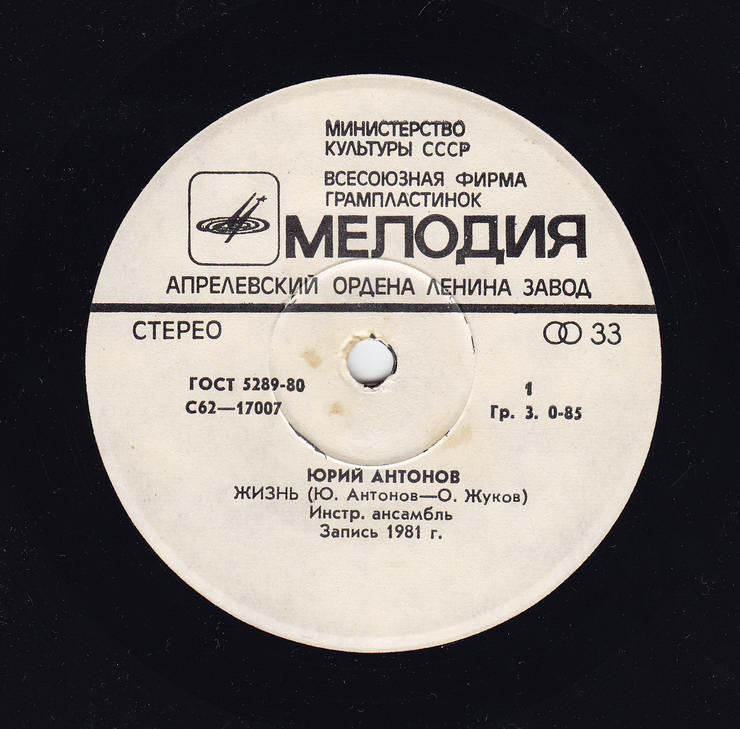 МИНИСТЕРСТВО
КУЛЬТУРЫ СССР
ВСЕСОЮЗНАЯ ФИРМА
ГРАМПЛАСТИНОК
МЕЛОДИЯ
АПРЕЛЕВСКИЙ ОРДЕНА ЛЕНИНА ЗАВОД
СТЕРЕО 33
ГОСТ 5289-80 1
С62—17007 Гр. 3. 0-85
ЮРИЙ АНТОНОВ
ЖИЗНЬ (Ю. Антонов—О. Жуков)
Инстр. ансамбль
Запись 1981 г.